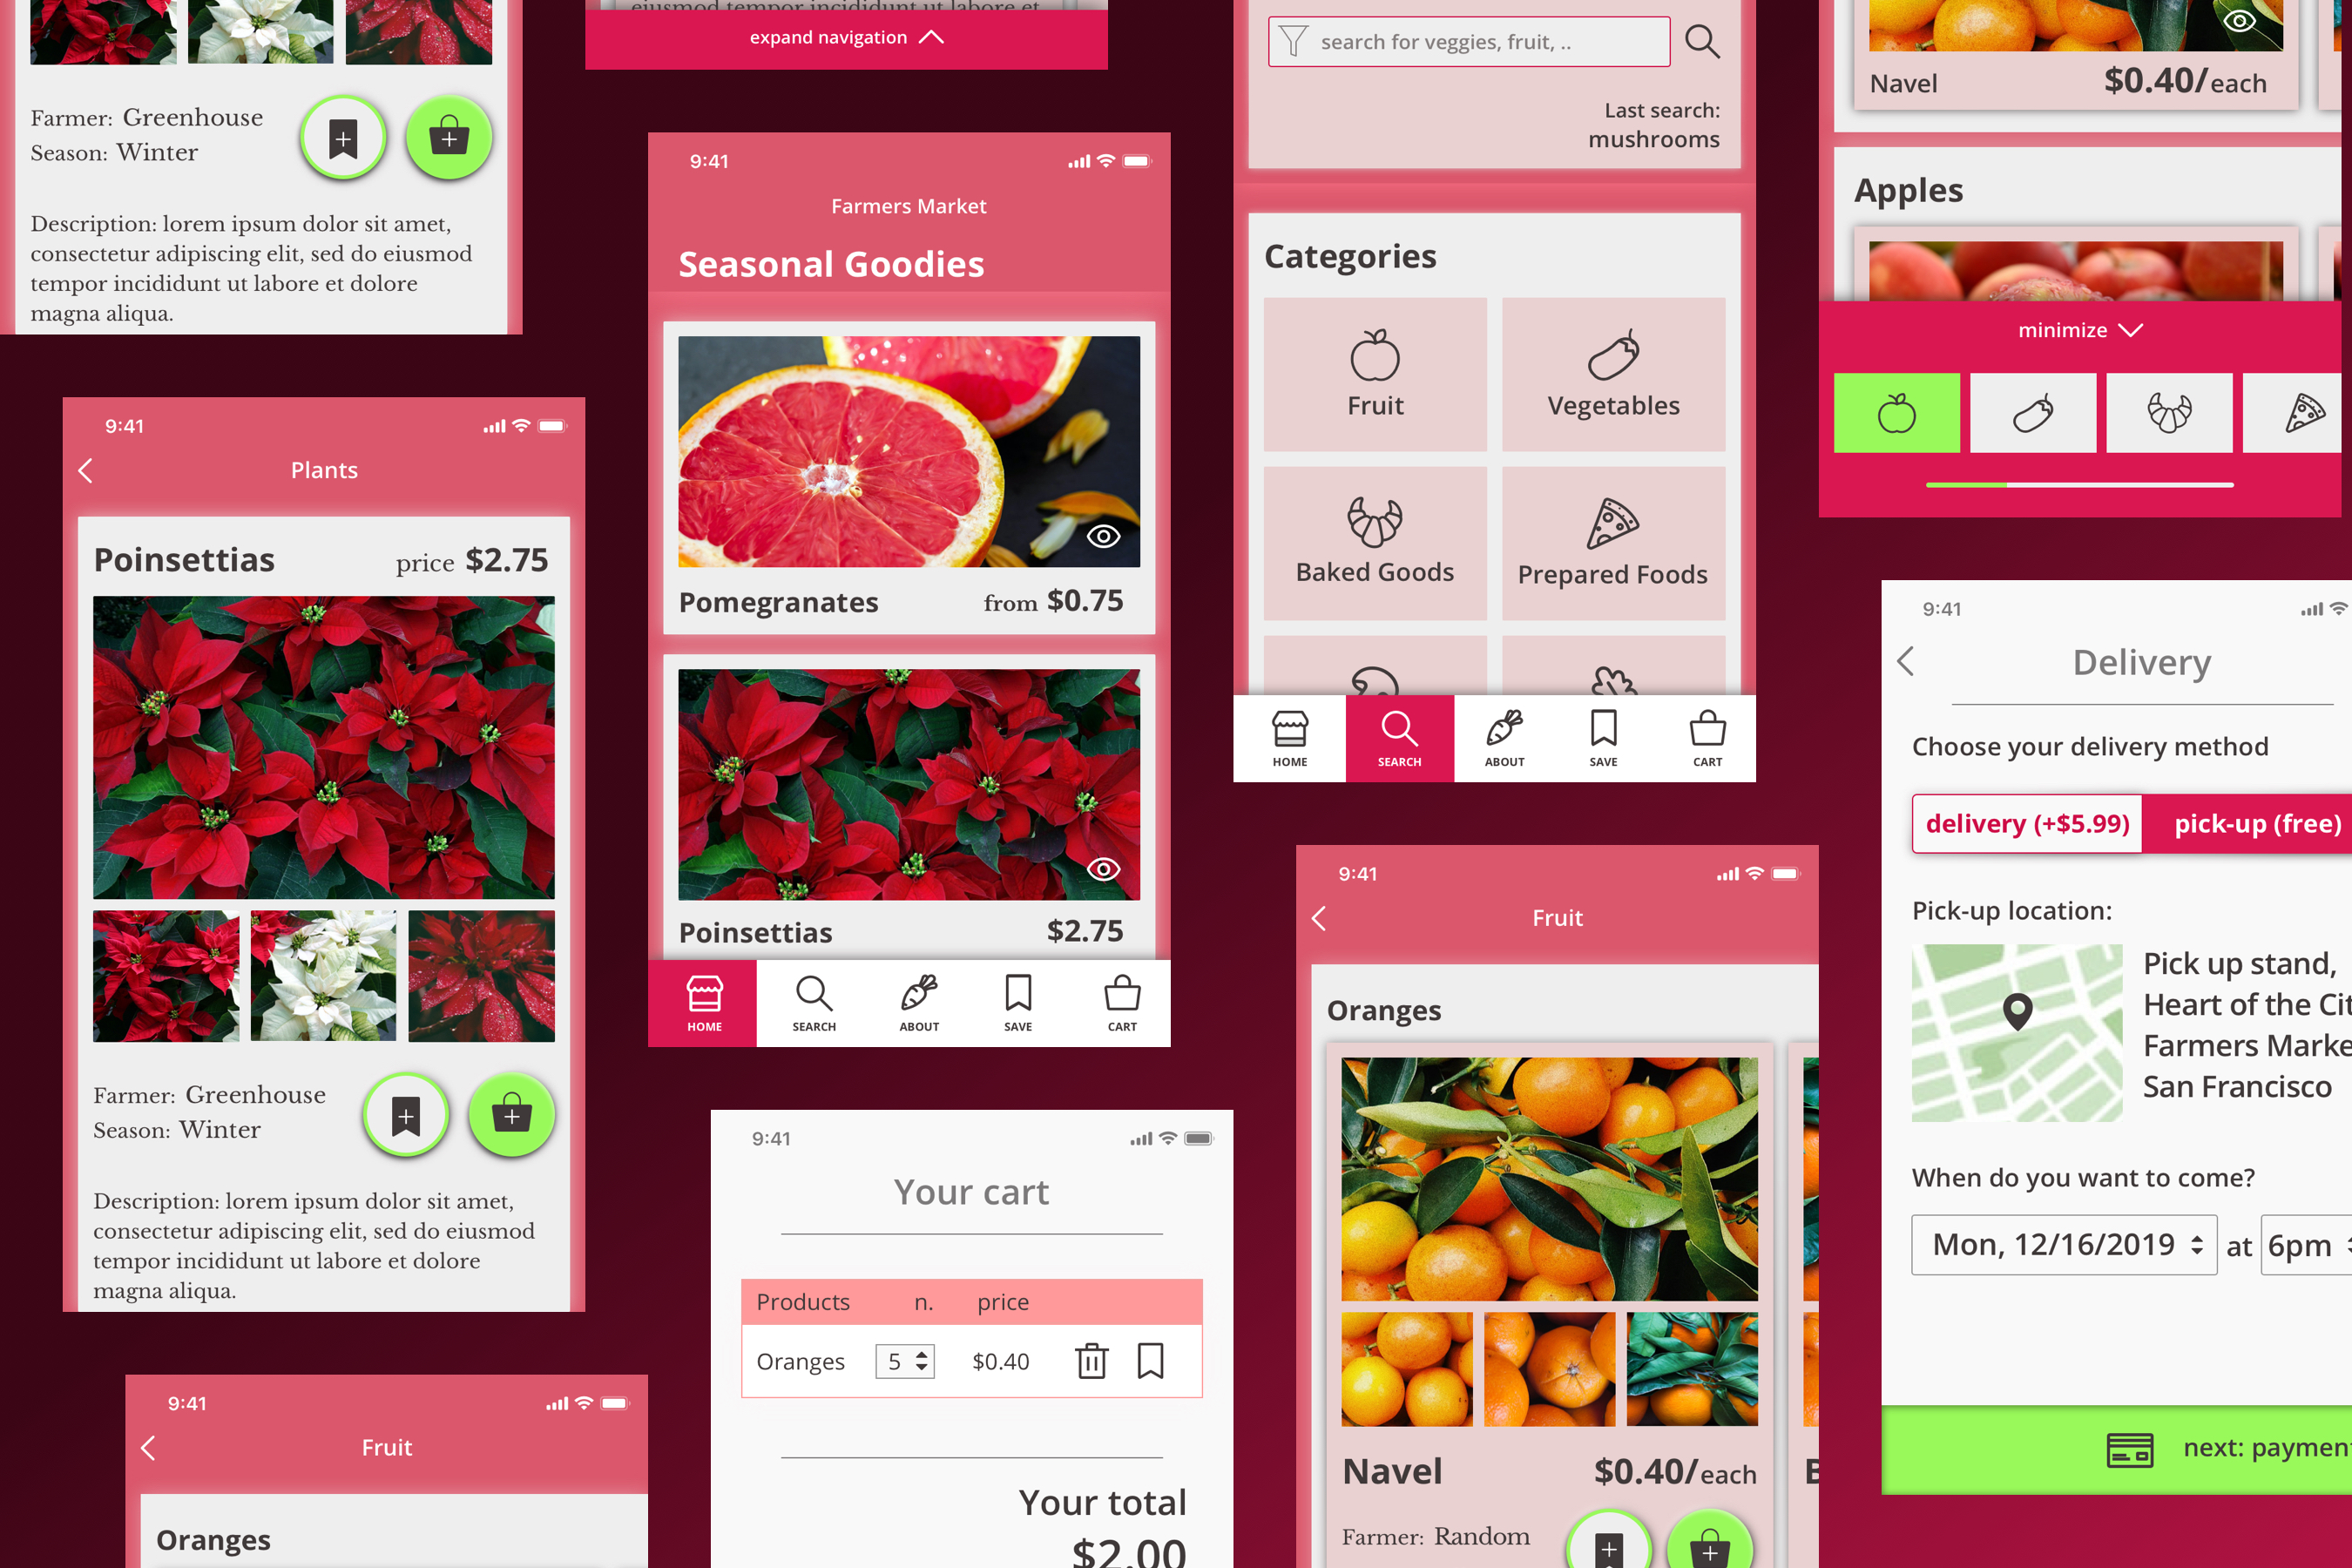 Farmer: Greenhouse
Season: Winter
Description: lorem ipsum dolor sit amet,
consectetur adipiscing elit, sed do eiusmod
tempor incididunt ut labore et dolore
magna aliqua.
9:41
Plants
Poinsettias price $2.75
Farmer: Greenhouse
Season: Winter
Description: lorem ipsum dolor sit amet,
consectetur adipiscing elit, sed do eiusmod
tempor incididunt ut labore et dolore
magna aliqua.
9:41
Fruit
Oranges
eiusmod tempor incididunt ut labore et
expand navigation
9:41
Farmers Market
Seasonal Goodies
Pomegranates from $0.75
Poinsettias $2.75
HOME SEARCH ABOUT SAVE CART
9:41
Your cart
Products n. price
Oranges 5 $0.40
Your total
$2.00
search for veggies, fruit, ..
Last search:
mushrooms
Categories
Fruit Vegetables
Baked Goods Prepared Foods
HOME SEARCH ABOUT SAVE CART
9:41
Fruit
Oranges
Navel $0.40/each
Farmer: Random
Navel $0.40/each
Apples
minimize
9:41
Delivery
Choose your delivery method
delivery (+$5.99) pick-up (free)
Pick-up location:
Pick up stand,
Heart of the
Farmers
San Francisco
When do you want to come?
Mon, 12/16/2019 at 6pm
next: payment